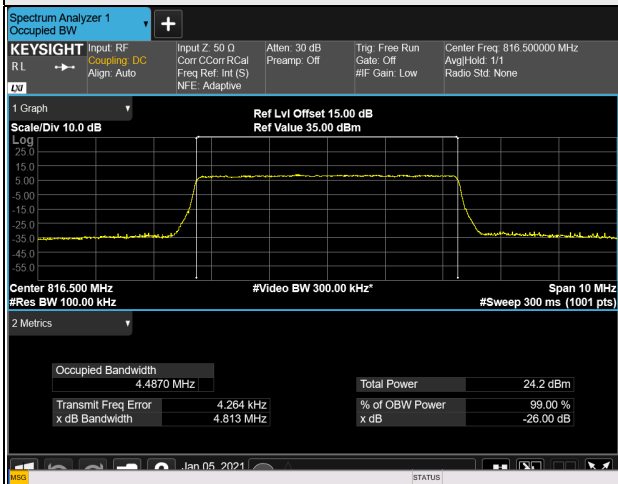 Spectrum Analyzer 1
Occupied BW
+
KEYSIGHT
R L
LXI
Input: RF
Coupling: DC
Align: Auto
Input Z: 50 Ω
Corr CCorr RCal
Freq Ref: Int (S)
NFE: Adaptive
Atten: 30 dB
Preamp: Off
Trig: Free Run
Gate: Off
#IF Gain: Low
Center Freq: 816.500000 MHz
Avg|Hold: 1/1
Radio Std: None
1 Graph
Scale/Div 10.0 dB
Ref Lvl Offset 15.00 dB
Ref Value 35.00 dBm
Log
25.0
15.0
5.00
-5.00
-15.0
-25.0
-35.0
-45.0
-55.0
Center 816.500 MHz
#Video BW 300.00 kHz*
Span 10 MHz
#Res BW 100.00 kHz
#Sweep 300 ms (1001 pts)
2 Metrics
Occupied Bandwidth
4.4870 MHz
Total Power 24.2 dBm
Transmit Freq Error 4.264 kHz
% of OBW Power 99.00 %
x dB Bandwidth 4.813 MHz
x dB -26.00 dB
Jan 05, 2021
MSG
STATUS